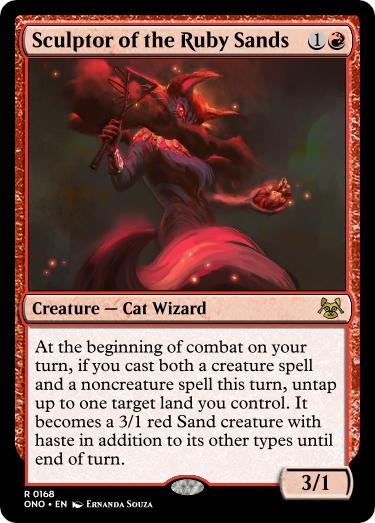 Sculptor of the Ruby Sands 1
Creature — Cat Wizard
At the beginning of combat on your
turn, if you cast both a creature spell
and a noncreature spell this turn, untap
up to one target land you control. It
becomes a 3/1 red Sand creature with
haste in addition to its other types until
end of turn.
3/1
R 0168
ONO • EN Ernanda Souza